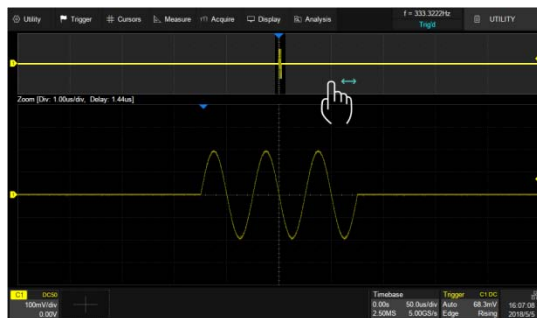 Utility Trigger Cursors Measure Acquire Display Analysis
f = 333.3222Hz
Trig'd
UTILITY
Zoom [Div: 1.00us/div, Delay: 1.44us]
C1 DC50
100mV/div
0.00V
Timebase
0.00s 50.0us/div
2.50MS 5.00GS/s
Trigger C1 DC
Auto 68.3mV
Edge Rising
16:07:08
2018/5/5